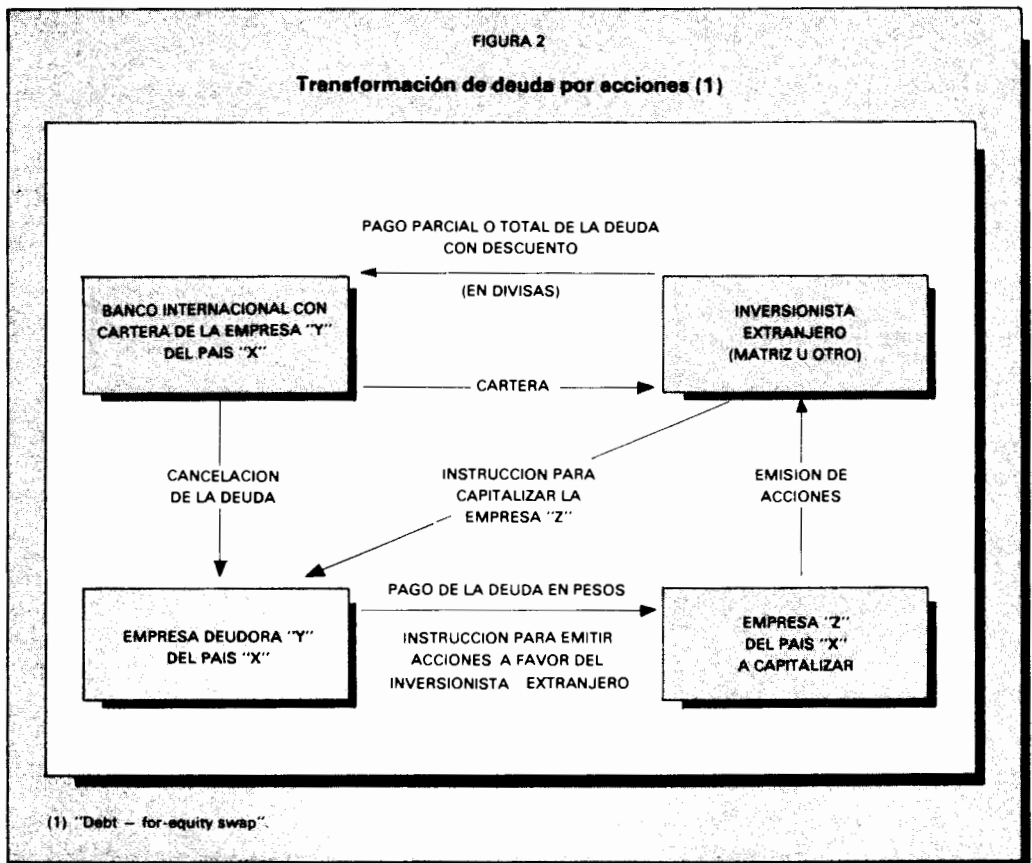 FIGURA 2
Transformación de deuda por acciones (1)
PAGO PARCIAL O TOTAL DE LA DEUDA
CON DESCUENTO
(EN DIVISAS)
BANCO INTERNACIONAL CON
CARTERA DE LA EMPRESA "Y"
DEL PAIS "X"
INVERSIONISTA
EXTRANJERO
(MATRIZ U OTRO)
CARTERA
CANCELACION
DE LA DEUDA
INSTRUCCION PARA
CAPITALIZAR LA
EMPRESA "Z"
EMISION DE
ACCIONES
EMPRESA DEUDORA "Y"
DEL PAIS "X"
PAGO DE LA DEUDA EN PESOS
INSTRUCCION PARA EMITIR
ACCIONES A FAVOR DEL
INVERSIONISTA EXTRANJERO
EMPRESA "Z"
DEL PAIS "X"
A CAPITALIZAR
(1) "Debt – for-equity swap".